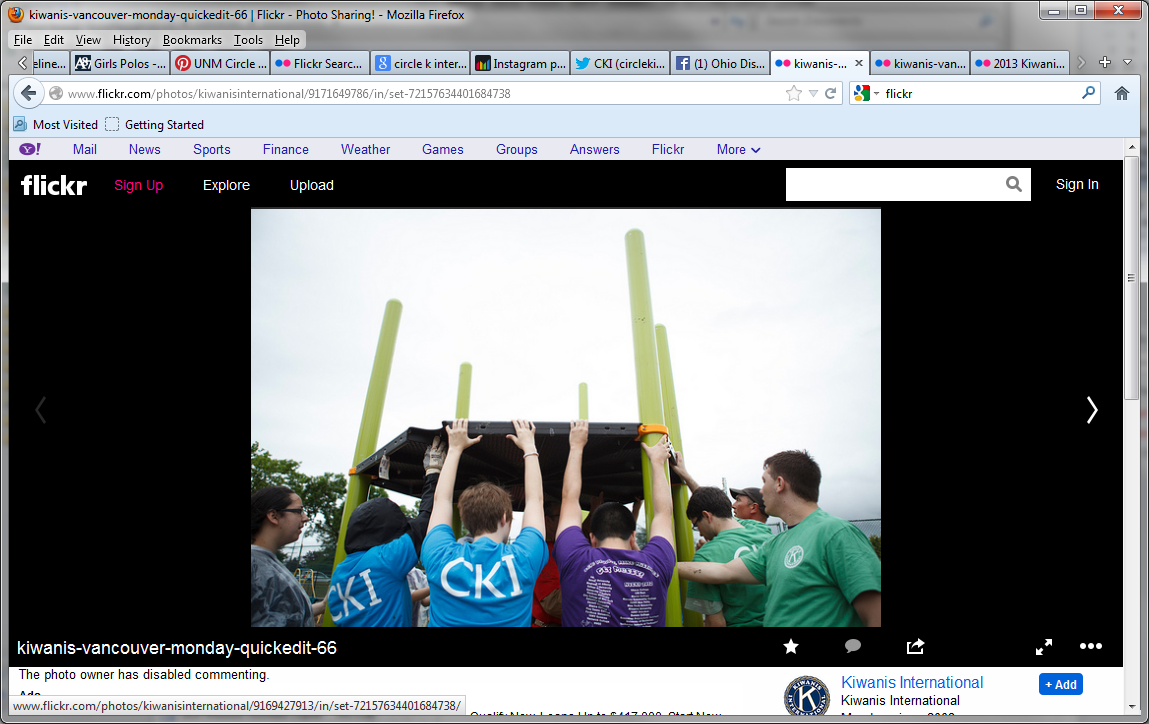 kiwanis-vancouver-monday-quickedit-66 | Flickr - Photo Sharing! - Mozilla Firefox
File Edit View History Bookmarks Tools Help
eline... Girls Polos -... UNM Circle ... Flickr Searc... circle k inter... Instagram p... CKI (circleki... (1) Ohio Dis... kiwanis-... kiwanis-van... 2013 Kiwani...
www.flickr.com/photos/kiwanisinternational/9171649786/in/set-72157634401684738
flickr
Most Visited Getting Started
Y! Mail News Sports Finance Weather Games Groups Answers Flickr More
flickr Sign Up Explore Upload Sign In
CKI
CKI
kiwanis-vancouver-monday-quickedit-66
The photo owner has disabled commenting.
KIWANIS
Kiwanis International
+ Add
Kiwanis International
www.flickr.com/photos/kiwanisinternational/9169427913/in/set-72157634401684738/